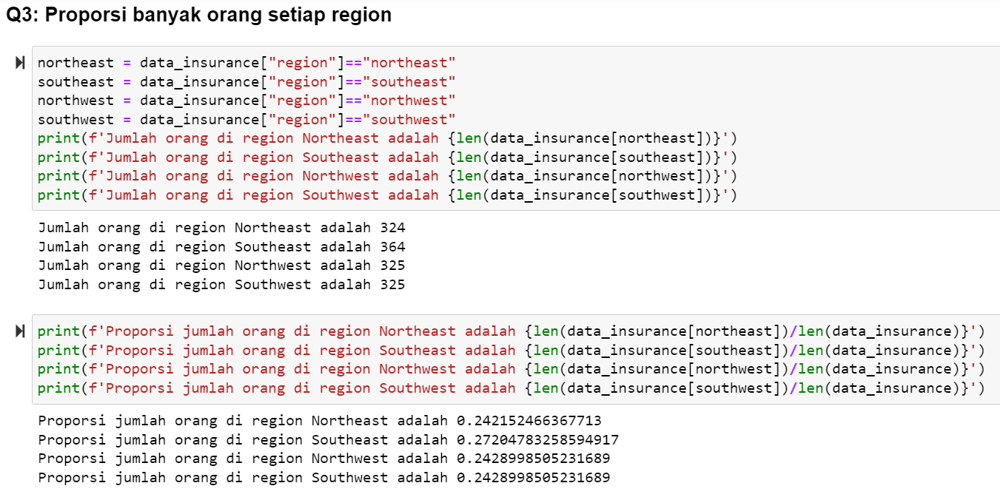 Q3: Proporsi banyak orang setiap region
northeast = data_insurance["region"]=="northeast"
southeast = data_insurance["region"]=="southeast"
northwest = data_insurance["region"]=="northwest"
southwest = data_insurance["region"]=="southwest"
print(f'Jumlah orang di region Northeast adalah {len(data_insurance[northeast])}')
print(f'Jumlah orang di region Southeast adalah {len(data_insurance[southeast])}')
print(f'Jumlah orang di region Northwest adalah {len(data_insurance[northwest])}')
print(f'Jumlah orang di region Southwest adalah {len(data_insurance[southwest])}')
Jumlah orang di region Northeast adalah 324
Jumlah orang di region Southeast adalah 364
Jumlah orang di region Northwest adalah 325
Jumlah orang di region Southwest adalah 325
print(f'Proporsi jumlah orang di region Northeast adalah {len(data_insurance[northeast])/len(data_insurance)}')
print(f'Proporsi jumlah orang di region Southeast adalah {len(data_insurance[southeast])/len(data_insurance)}')
print(f'Proporsi jumlah orang di region Northwest adalah {len(data_insurance[northwest])/len(data_insurance)}')
print(f'Proporsi jumlah orang di region Southwest adalah {len(data_insurance[southwest])/len(data_insurance)}')
Proporsi jumlah orang di region Northeast adalah 0.242152466367713
Proporsi jumlah orang di region Southeast adalah 0.27204783258594917
Proporsi jumlah orang di region Northwest adalah 0.2428998505231689
Proporsi jumlah orang di region Southwest adalah 0.2428998505231689